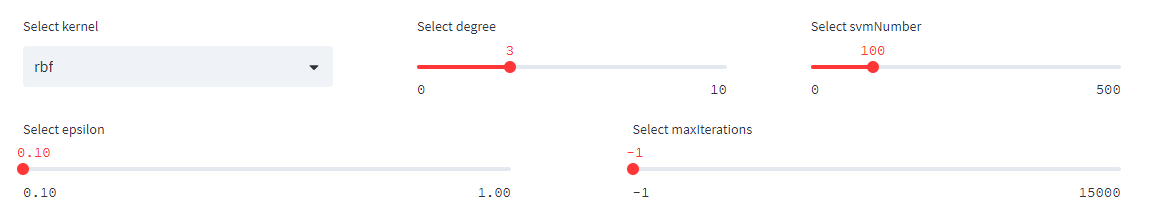 Select kernel
Select degree
Select svmNumber
3
100
rbf
0
10
0
500
Select epsilon
Select maxIterations
0.10
-1
0.10
1.00
-1
15000